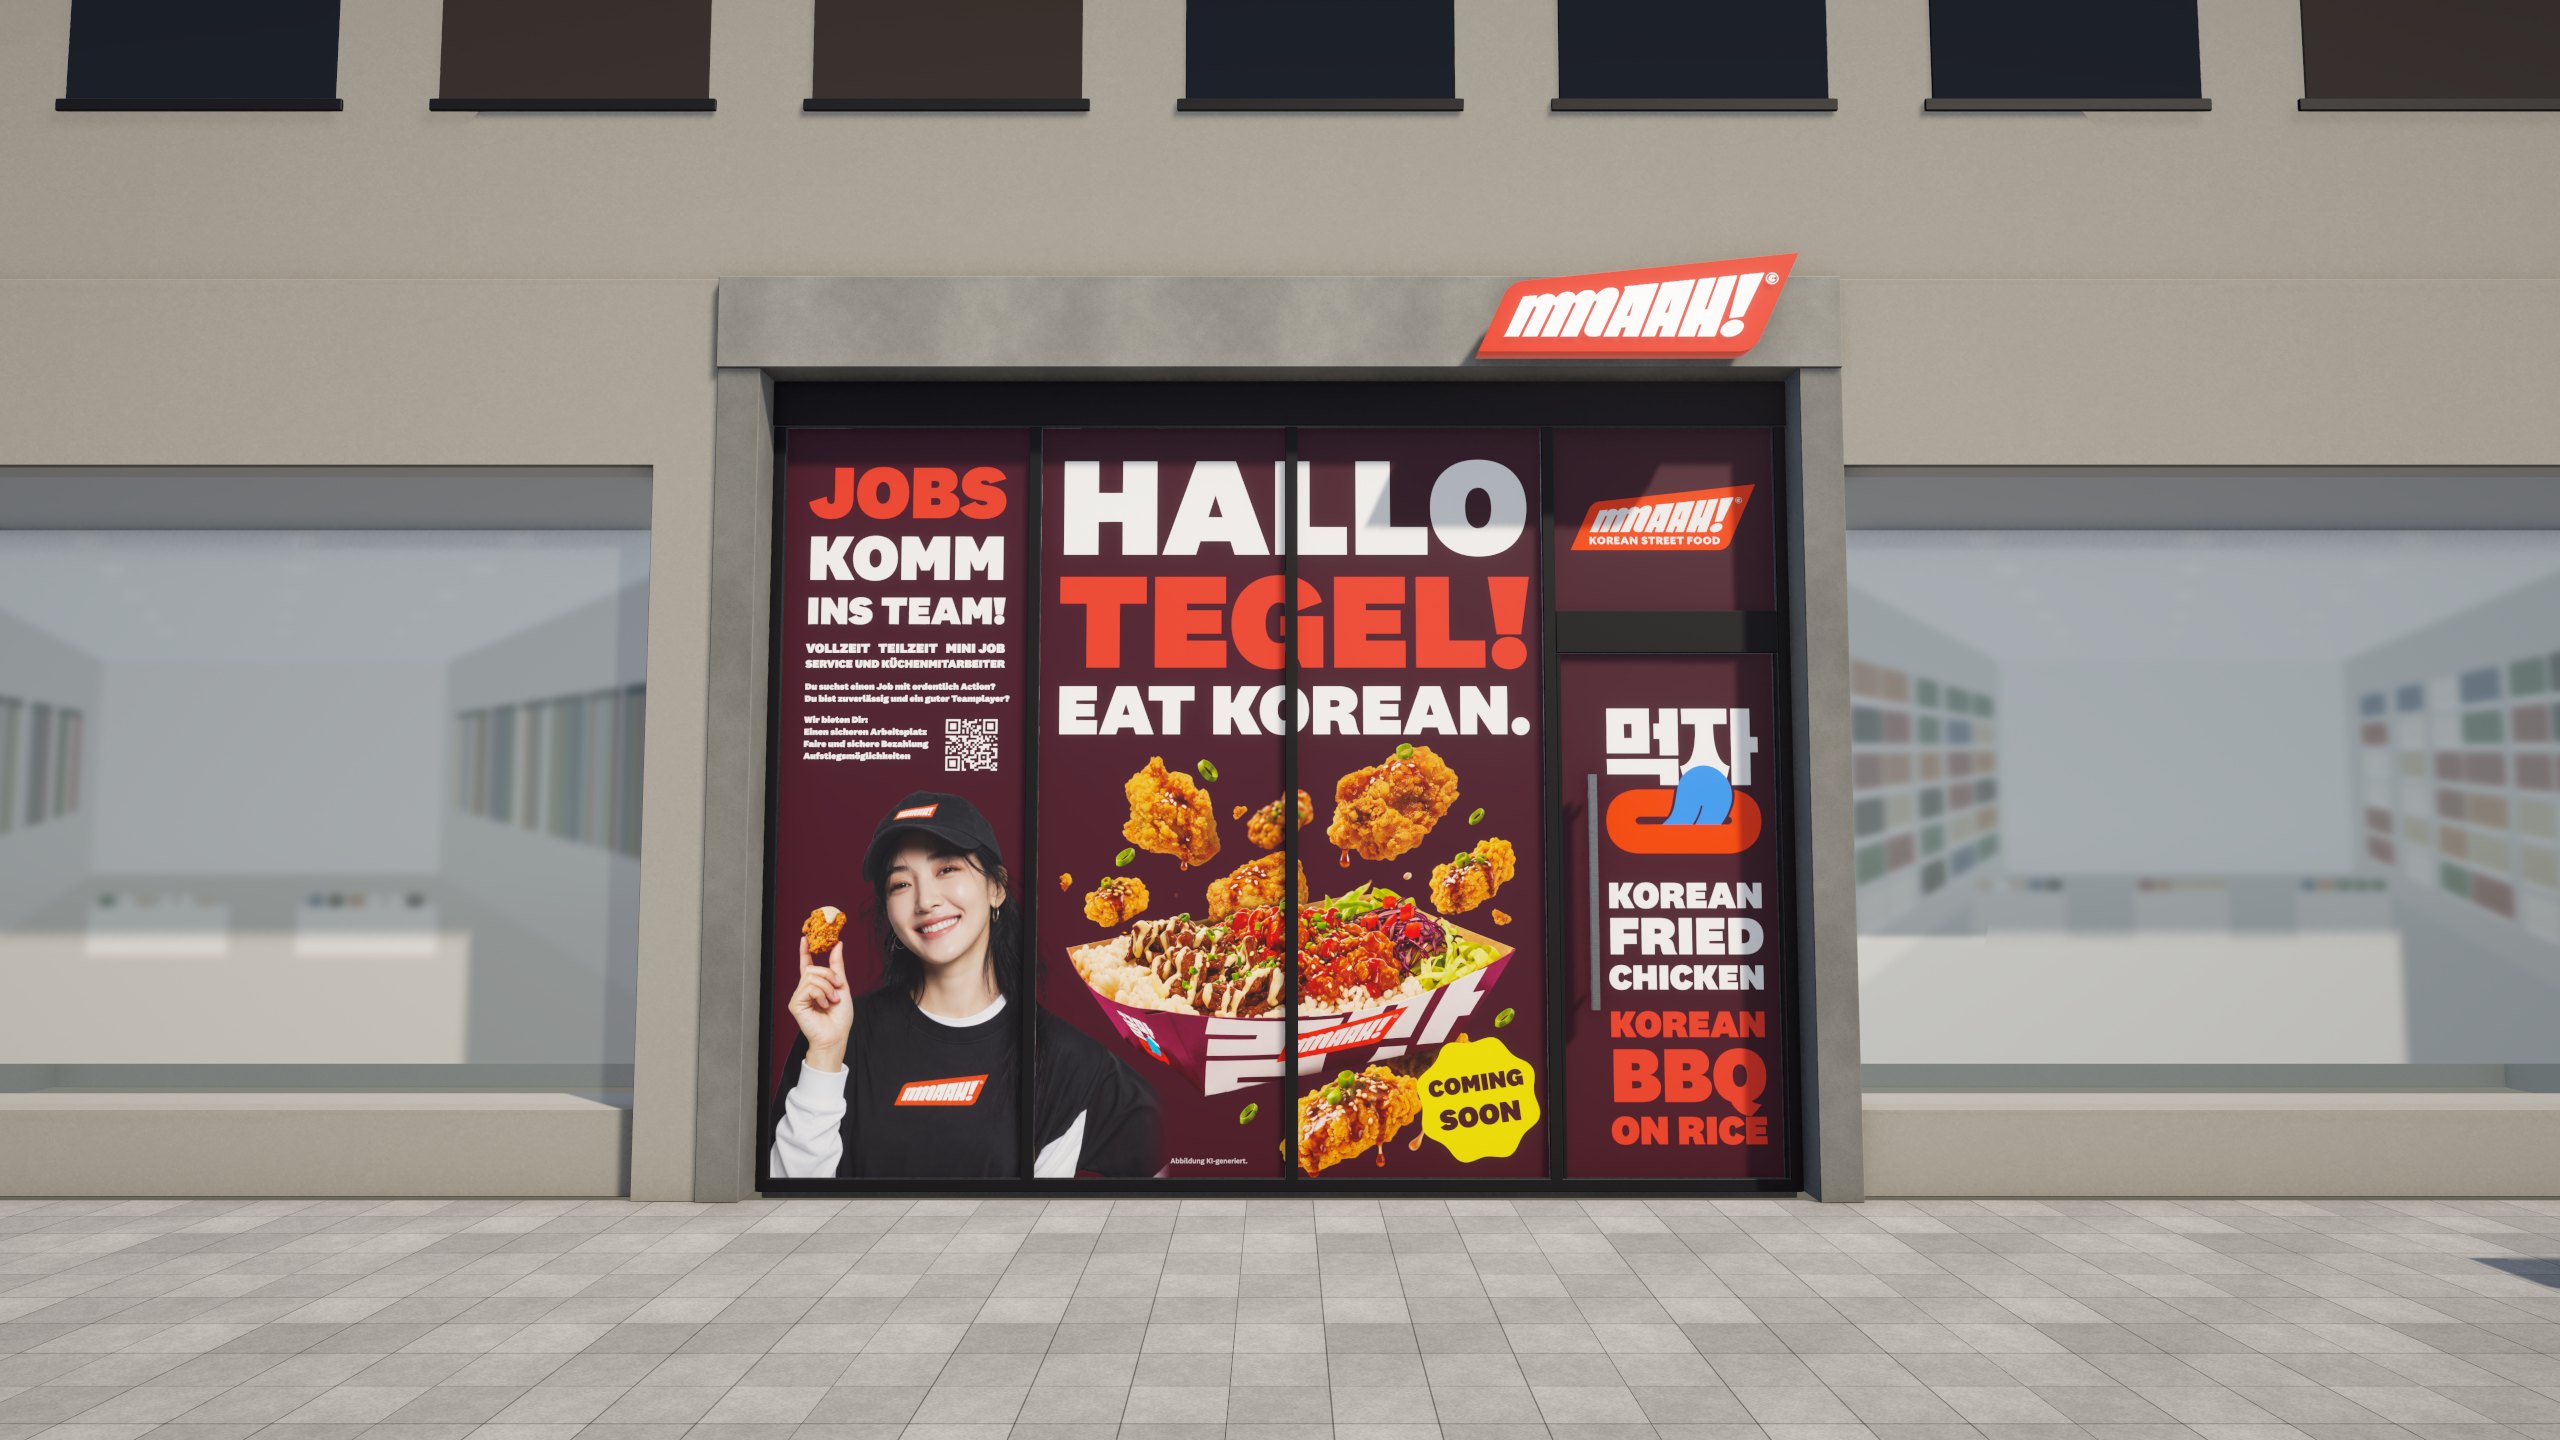 MMAAH!®
JOBS
KOMM
INS TEAM!
VOLLZEIT TEILZEIT MINI JOB
SERVICE UND KÜCHENMITARBEITER
Du suchst einen Job mit ordentlich Action?
Du bist zuverlässig und ein guter Teamplayer?
Wir bieten Dir:
Einen sicheren Arbeitsplatz
Faire und sichere Bezahlung
Aufstiegsmöglichkeiten
MMAAH!
MMAAH!
HALLO
TEGEL!
EAT KOREAN.
MMAAH!
COMING
SOON
Abbildung KI-generiert.
MMAAH!®
KOREAN STREET FOOD
먹자
KOREAN
FRIED
CHICKEN
KOREAN
BBQ
ON RICE